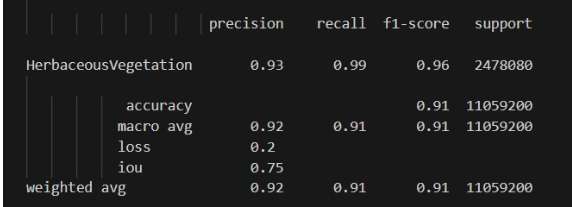 precision recall f1-score support
HerbaceousVegetation 0.93 0.99 0.96 2478080
accuracy 0.91 11059200
macro avg 0.92 0.91 0.91 11059200
loss 0.2
iou 0.75
weighted avg 0.92 0.91 0.91 11059200